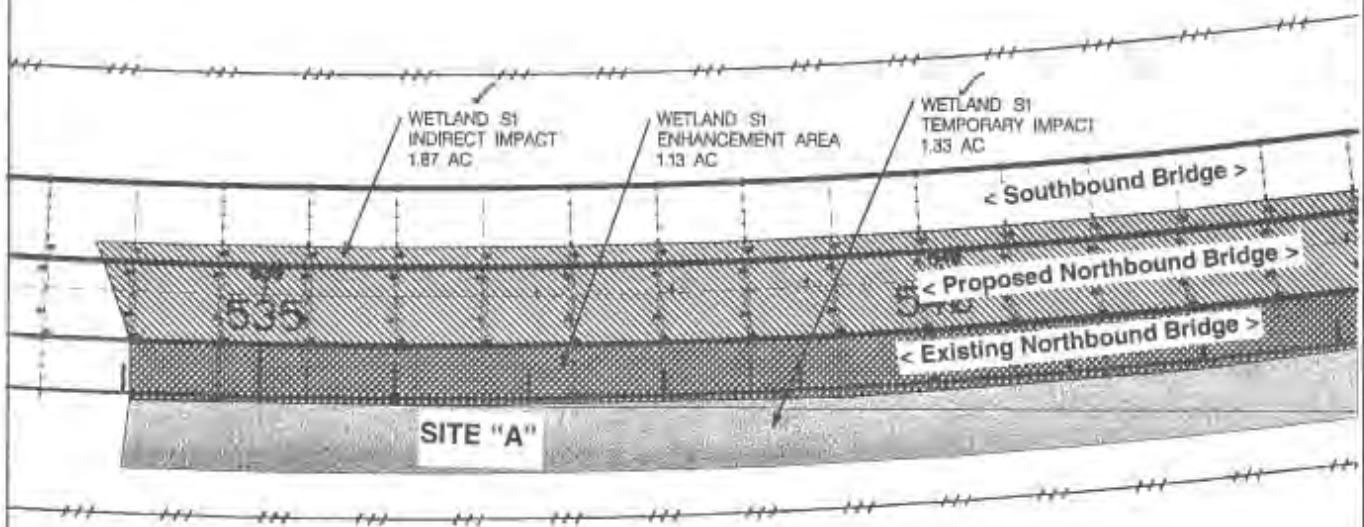 WETLAND S1
INDIRECT IMPACT
1.87 AC
WETLAND S1
ENHANCEMENT AREA
1.13 AC
WETLAND S1
TEMPORARY IMPACT
1.33 AC
< Southbound Bridge >
535
< Proposed Northbound Bridge >
< Existing Northbound Bridge >
SITE "A"